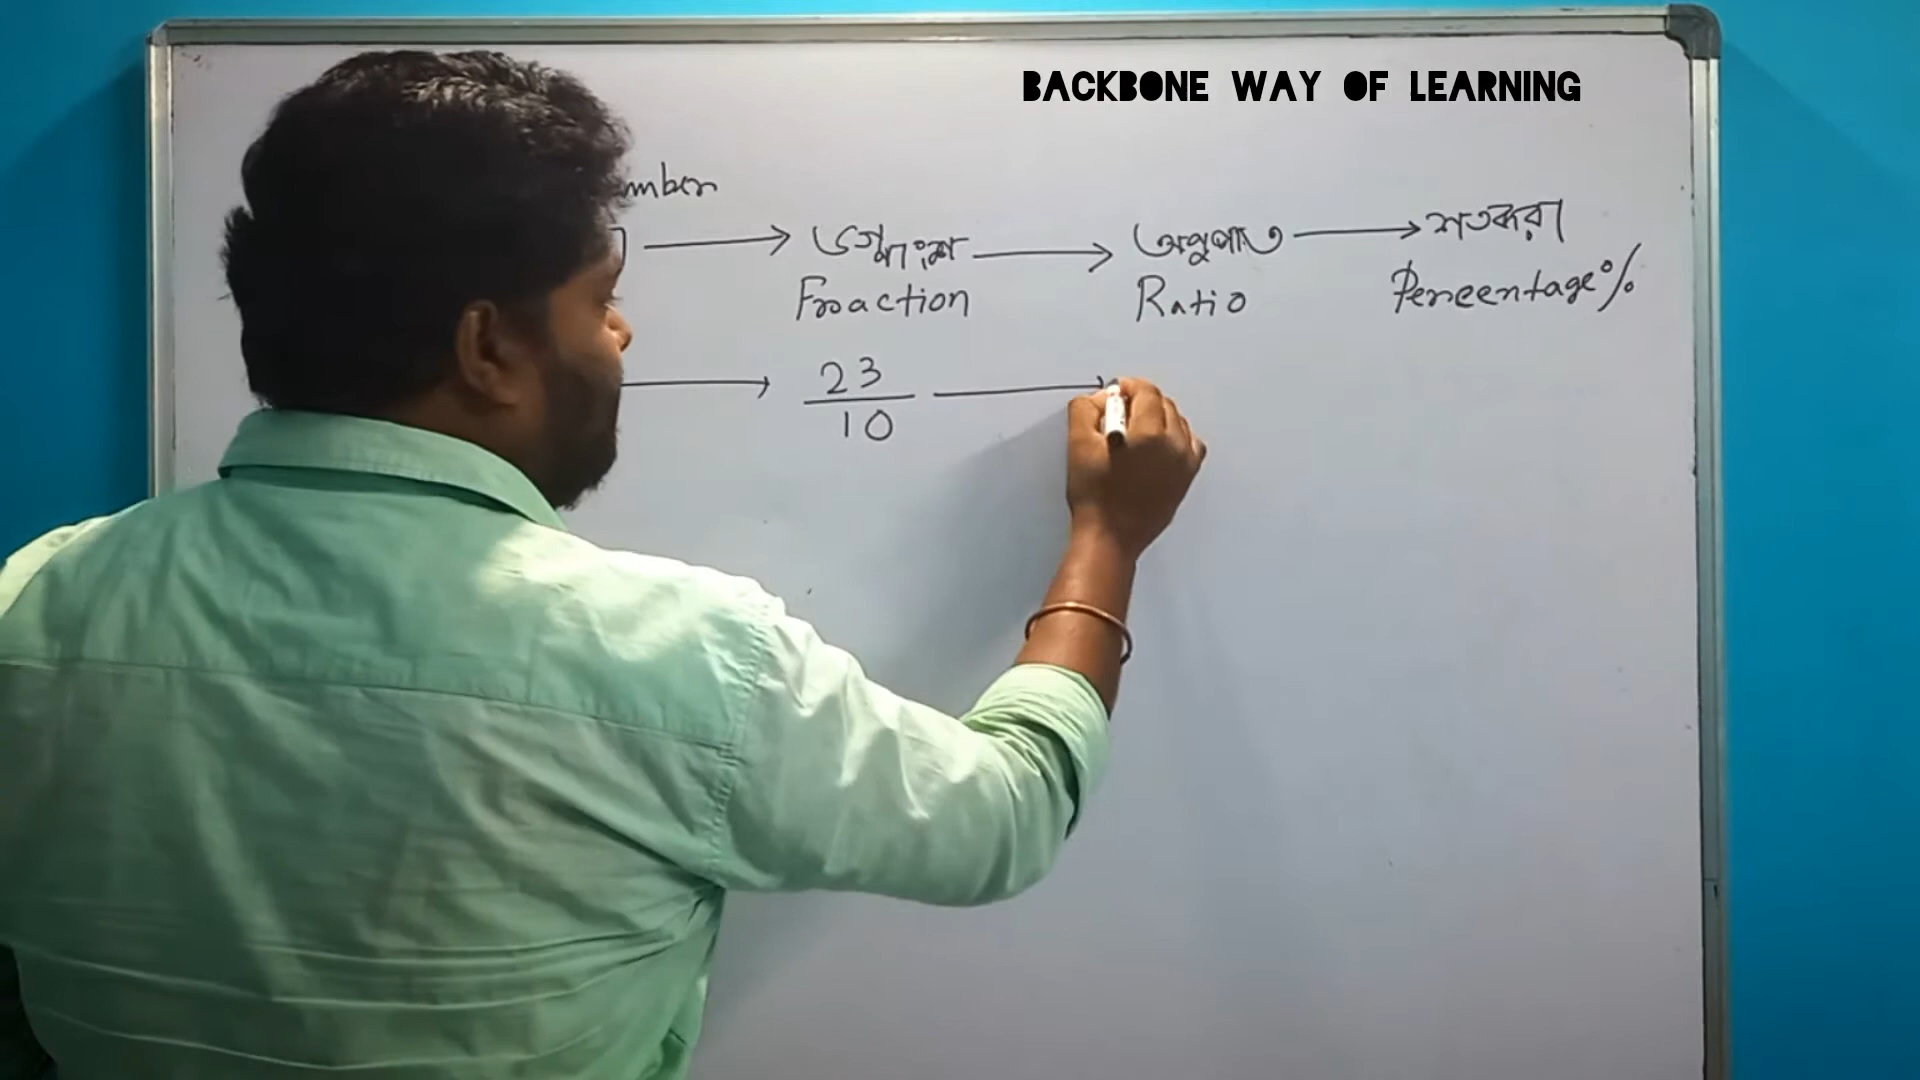 BACKBONE WAY OF LEARNING
mber
→ ভগ্নাংশ → অনুপাত → শতকরা
Fraction Ratio Percentage %
→ 23/10 →